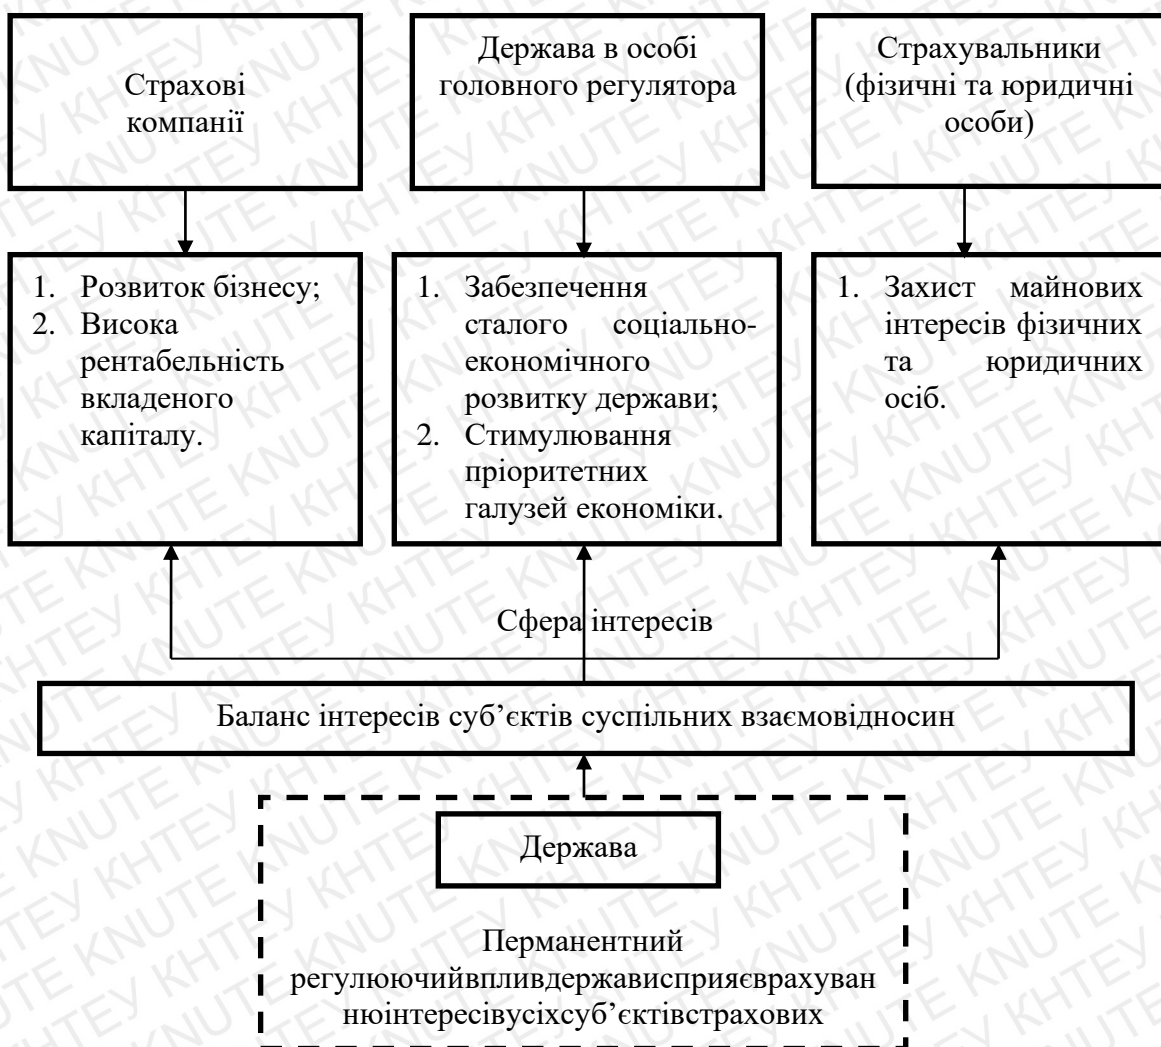 Страхові
компанії
Держава в особі
головного регулятора
Страхувальники
(фізичні та юридичні
особи)
1. Розвиток бізнесу;
2. Висока
рентабельність
вкладеного
капіталу.
1. Забезпечення
сталого соціально-
економічного
розвитку держави;
2. Стимулювання
пріоритетних
галузей економіки.
1. Захист майнових
інтересів фізичних
та юридичних
осіб.
Сфера інтересів
Баланс інтересів суб’єктів суспільних взаємовідносин
Держава
Перманентний
регулюючийвпливдержависприяєврахуван
нюінтересівусіхсуб’єктівстрахових